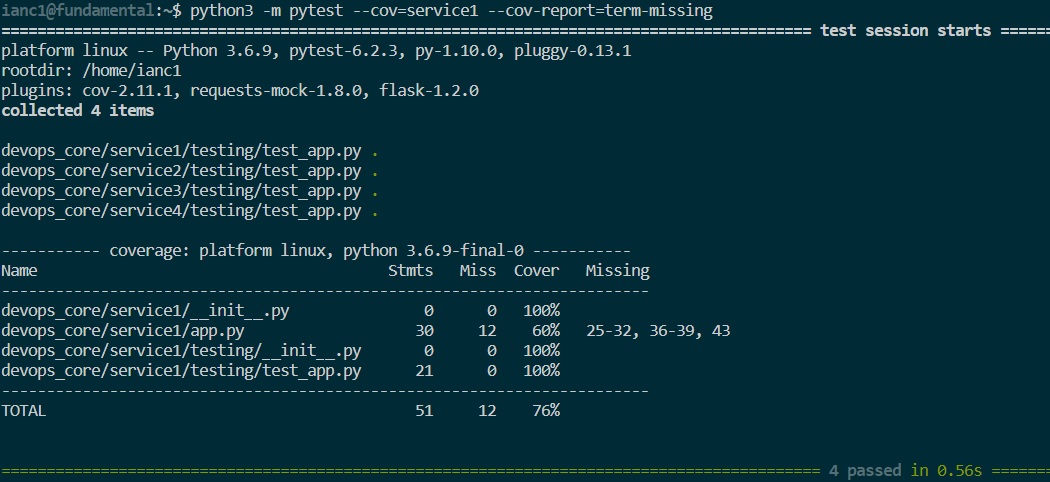 ianc1@fundamental:~$ python3 -m pytest --cov=service1 --cov-report=term-missing
=========================================================================================== test session starts ======
platform linux -- Python 3.6.9, pytest-6.2.3, py-1.10.0, pluggy-0.13.1
rootdir: /home/ianc1
plugins: cov-2.11.1, requests-mock-1.8.0, flask-1.2.0
collected 4 items

devops_core/service1/testing/test_app.py .
devops_core/service2/testing/test_app.py .
devops_core/service3/testing/test_app.py .
devops_core/service4/testing/test_app.py .

----------- coverage: platform linux, python 3.6.9-final-0 -----------
Name                                       Stmts   Miss  Cover   Missing
------------------------------------------------------------------------
devops_core/service1/__init__.py               0      0   100%
devops_core/service1/app.py                   30     12    60%   25-32, 36-39, 43
devops_core/service1/testing/__init__.py       0      0   100%
devops_core/service1/testing/test_app.py      21      0   100%
------------------------------------------------------------------------
TOTAL                                         51     12    76%

=========================================================================================== 4 passed in 0.56s =======